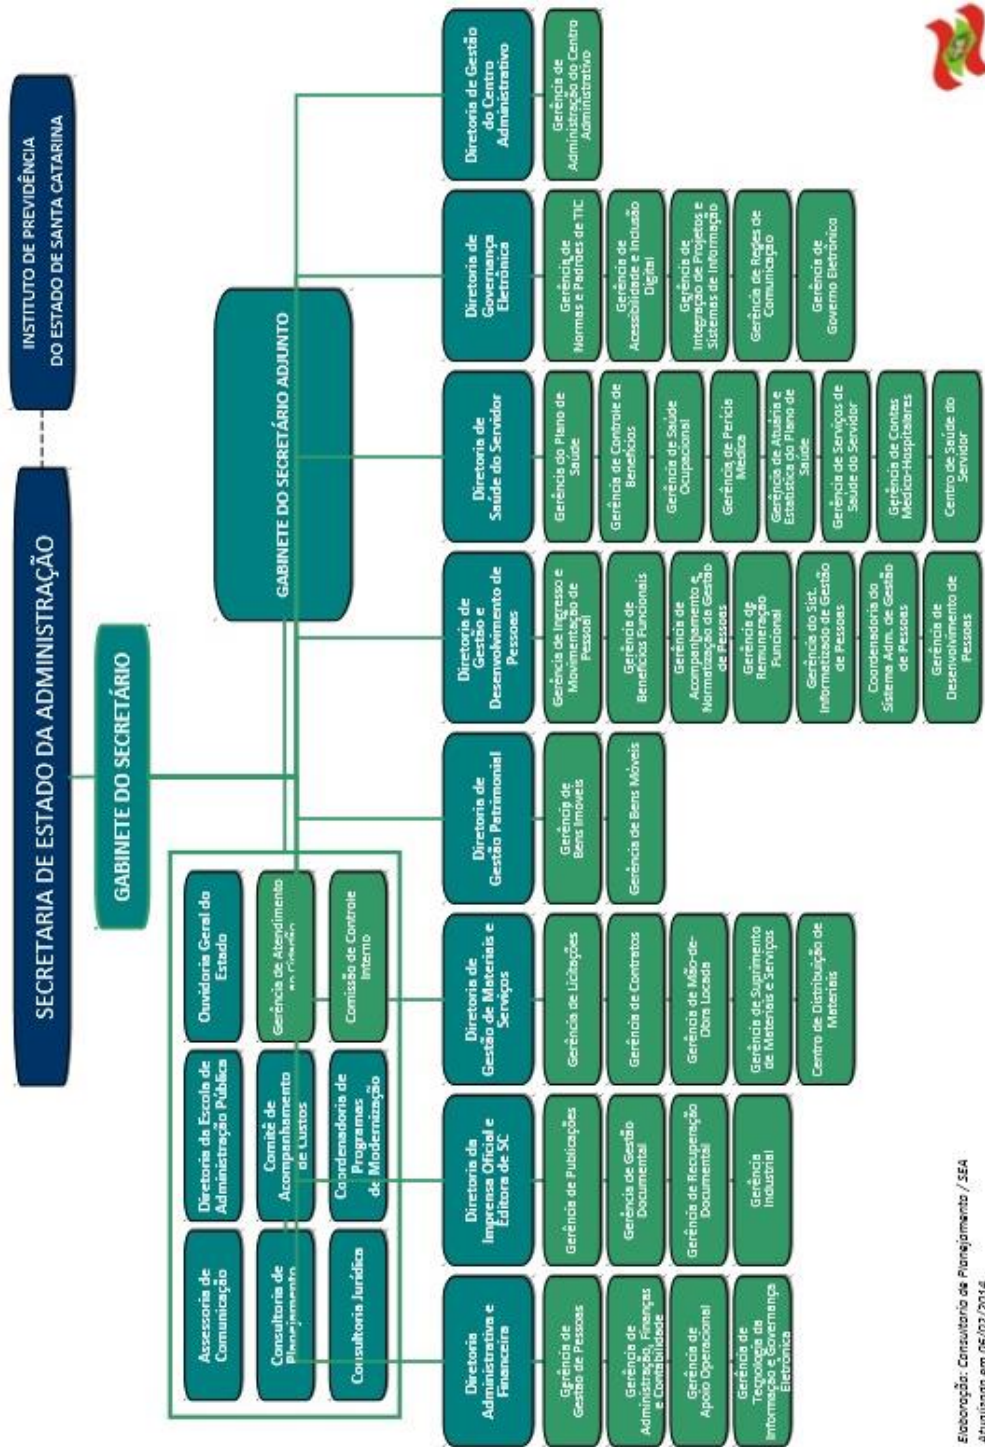 SECRETARIA DE ESTADO DA ADMINISTRAÇÃO
INSTITUTO DE PREVIDÊNCIA
DO ESTADO DE SANTA CATARINA
GABINETE DO SECRETÁRIO
GABINETE DO SECRETÁRIO ADJUNTO
Assessoria de
Comunicação
Diretoria da Escola de
Administração Pública
Ouvidoria Geral do
Estado
Consultoria de
Planejamento
Comitê de
Acompanhamento
de Custos
Gerência de Atendimento
ao Cidadão
Consultoria Jurídica
Coordenadoria de
Programas
de Modernização
Comissão de Controle
Interno
Diretoria
Administrativa e
Financeira
Gerência de
Gestão de Pessoas
Gerência de
Administração, Finanças
e Contabilidade
Gerência de
Apoio Operacional
Gerência de
Tecnologia da
Informação e Governança
Eletrônica
Diretoria da
Imprensa Oficial e
Editora de SC
Gerência de Publicações
Gerência de Gestão
Documental
Gerência de Recuperação
Documental
Gerência
Industrial
Diretoria de
Gestão de Materiais e
Serviços
Gerência de Licitações
Gerência de Contratos
Gerência de Mão-de-
Obra Locada
Gerência de Suprimento
de Materiais e Serviços
Centro de Distribuição de
Materiais
Diretoria de
Gestão Patrimonial
Gerência de
Bens Imóveis
Gerência de Bens Móveis
Diretoria de
Gestão e
Desenvolvimento de
Pessoas
Gerência de Ingresso e
Movimentação de
Pessoal
Gerência de
Benefícios Funcionais
Gerência de
Acompanhamento e
Normatização da Gestão
de Pessoas
Gerência de
Remuneração
Funcional
Gerência do Sist.
Informatizado de Gestão
de Pessoas
Coordenadoria do
Sistema Adm. de Gestão
de Pessoas
Gerência de
Desenvolvimento de
Pessoas
Diretoria de
Saúde do Servidor
Gerência do Plano de
Saúde
Gerência de Controle de
Benefícios
Gerência de Saúde
Ocupacional
Gerência de Perícia
Médica
Gerência de Atuária e
Estatística do Plano de
Saúde
Gerência de Serviços de
Saúde do Servidor
Gerência de Contas
Médico-Hospitalares
Centro de Saúde do
Servidor
Diretoria de
Governança
Eletrônica
Gerência de
Normas e Padrões de TIC
Gerência de
Acessibilidade e Inclusão
Digital
Gerência de
Integração de Projetos e
Sistemas de Informação
Gerência de Redes de
Comunicação
Gerência de
Governo Eletrônico
Diretoria de Gestão
do Centro
Administrativo
Gerência de
Administração do Centro
Administrativo
Elaboração: Consultoria de Planejamento / SEA
Atualizado em